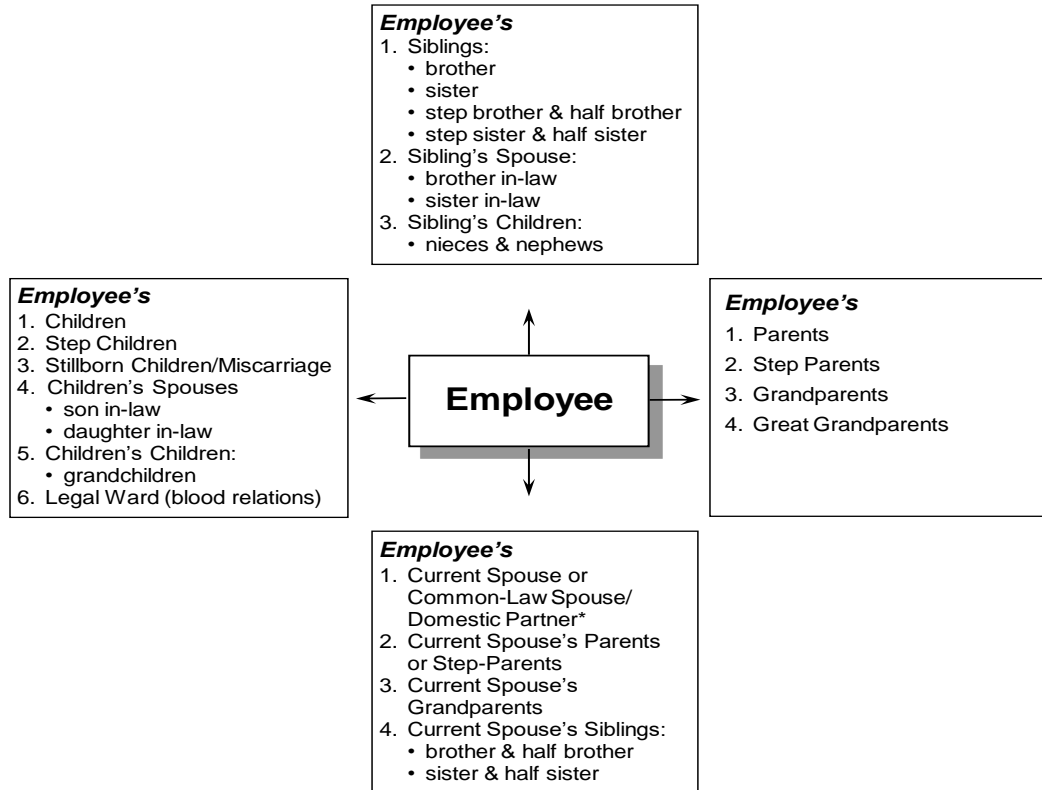 Employee's
1. Siblings:
• brother
• sister
• step brother & half brother
• step sister & half sister
2. Sibling's Spouse:
• brother in-law
• sister in-law
3. Sibling's Children:
• nieces & nephews
Employee's
1. Children
2. Step Children
3. Stillborn Children/Miscarriage
4. Children's Spouses
• son in-law
• daughter in-law
5. Children's Children:
• grandchildren
6. Legal Ward (blood relations)
Employee
Employee's
1. Parents
2. Step Parents
3. Grandparents
4. Great Grandparents
Employee's
1. Current Spouse or
Common-Law Spouse/
Domestic Partner*
2. Current Spouse's Parents
or Step-Parents
3. Current Spouse's
Grandparents
4. Current Spouse's Siblings:
• brother & half brother
• sister & half sister